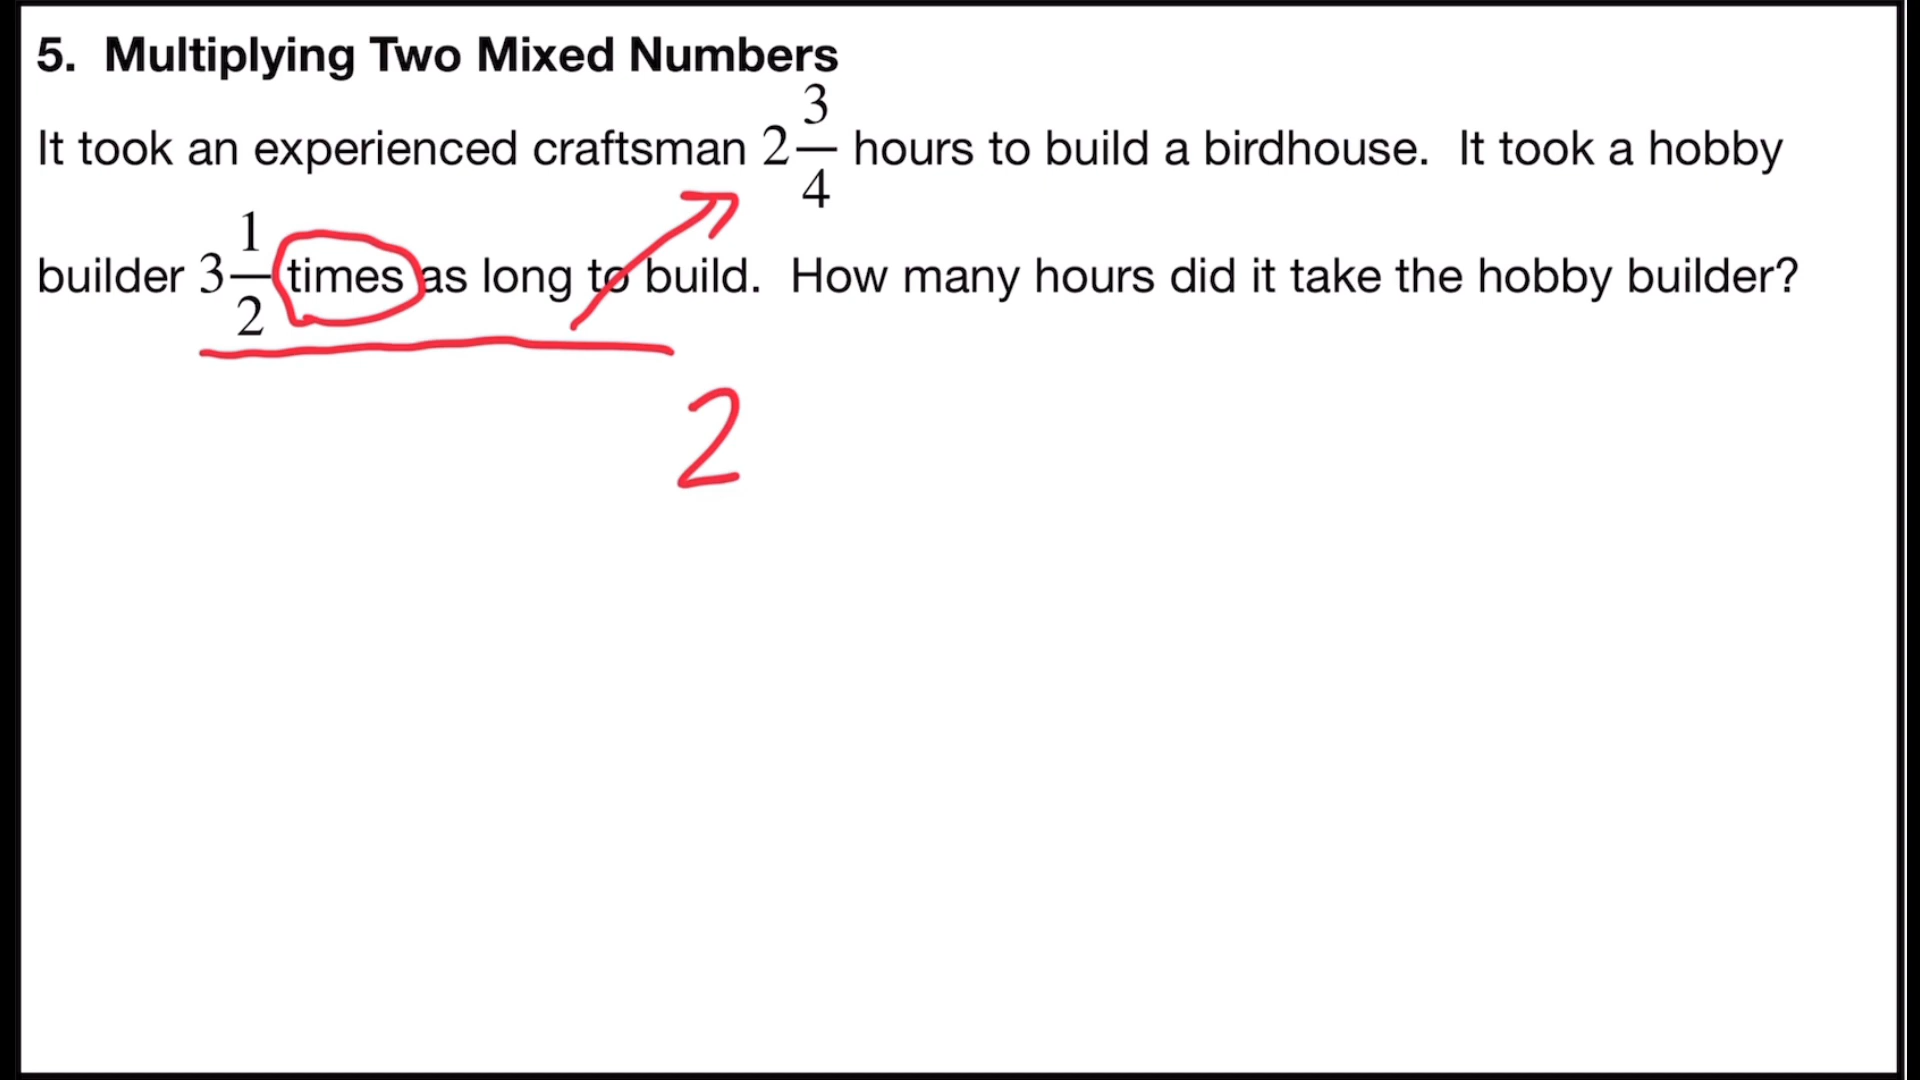 5. Multiplying Two Mixed Numbers
It took an experienced craftsman 2 3/4 hours to build a birdhouse. It took a hobby
builder 3 1/2 times as long to build. How many hours did it take the hobby builder?
2